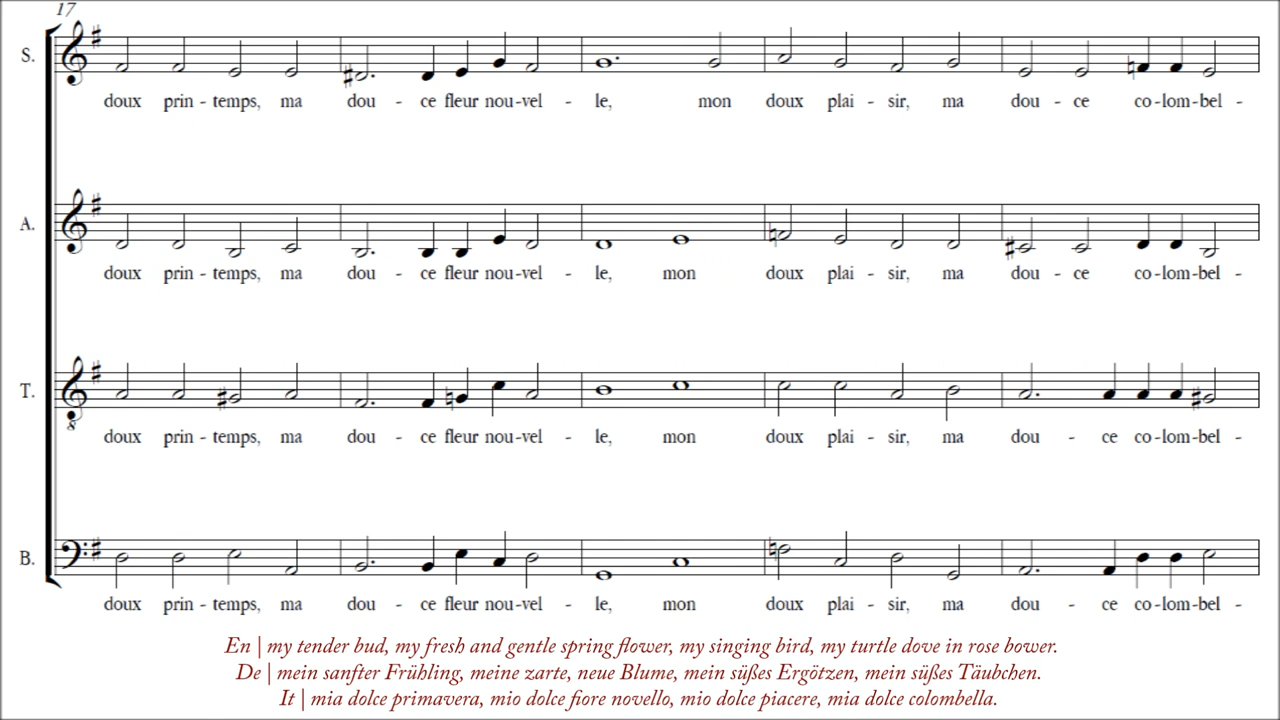 17
S.
doux prin - temps, ma dou - ce fleur nou-vel - le, mon doux plai - sir, ma dou - ce co-lom-bel -
A.
doux prin - temps, ma dou - ce fleur nou-vel - le, mon doux plai - sir, ma dou - ce co-lom-bel -
T.
8
doux prin - temps, ma dou - ce fleur nou-vel - le, mon doux plai - sir, ma dou - ce co-lom-bel -
B.
doux prin - temps, ma dou - ce fleur nou-vel - le, mon doux plai - sir, ma dou - ce co-lom-bel -
En | my tender bud, my fresh and gentle spring flower, my singing bird, my turtle dove in rose bower.
De | mein sanfter Frühling, meine zarte, neue Blume, mein süßes Ergötzen, mein süßes Täubchen.
It | mia dolce primavera, mio dolce fiore novello, mio dolce piacere, mia dolce colombella.